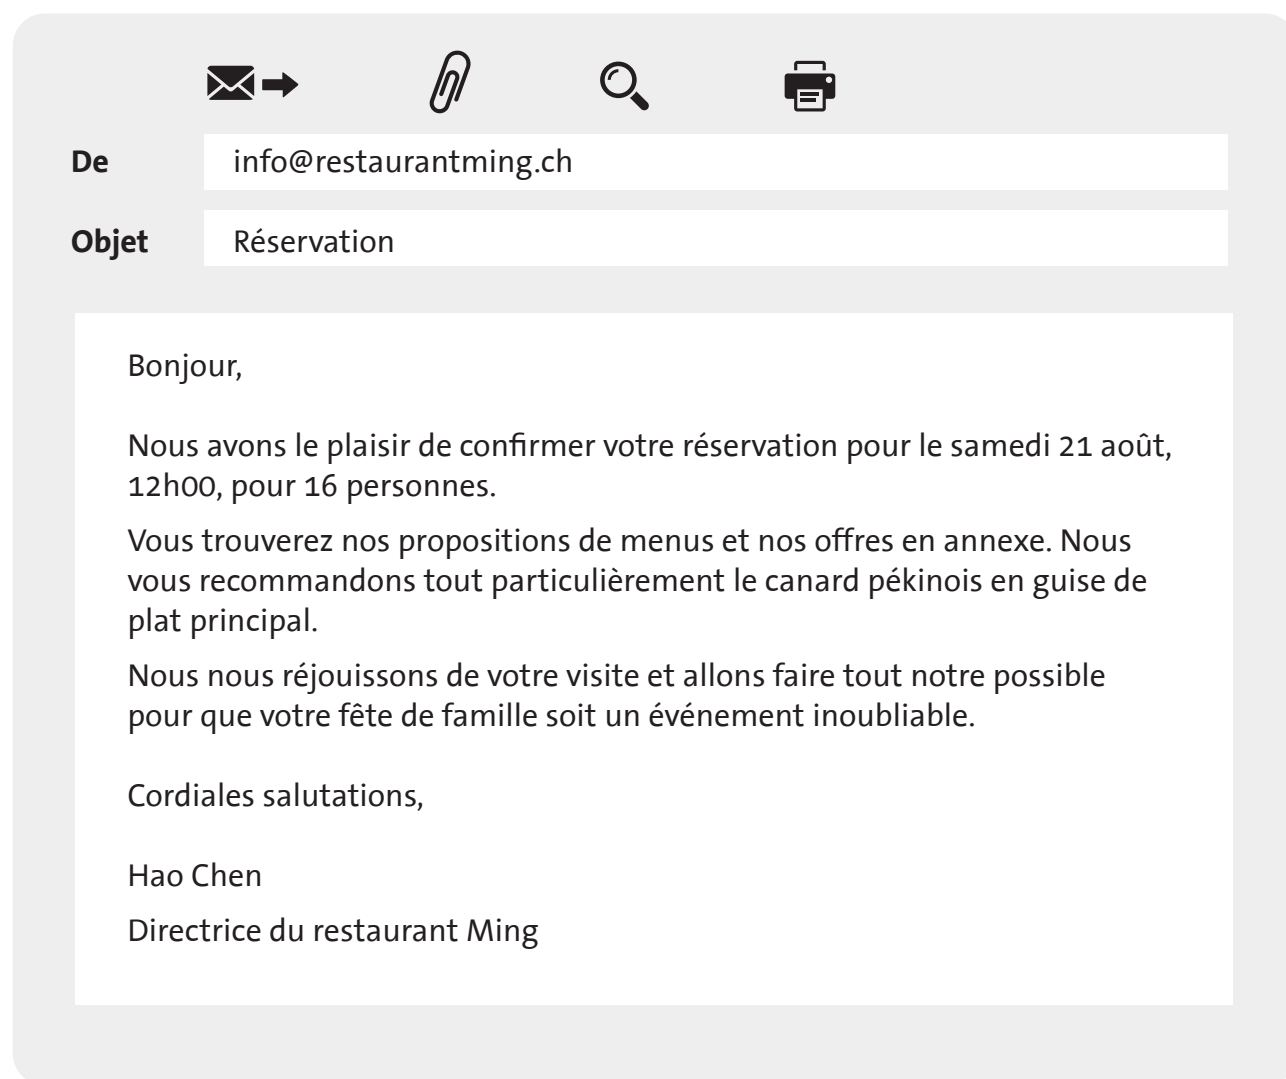 De info@restaurantming.ch
Objet Réservation
Bonjour,
Nous avons le plaisir de confirmer votre réservation pour le samedi 21 août,
12h00, pour 16 personnes.
Vous trouverez nos propositions de menus et nos offres en annexe. Nous
vous recommandons tout particulièrement le canard pékinois en guise de
plat principal.
Nous nous réjouissons de votre visite et allons faire tout notre possible
pour que votre fête de famille soit un événement inoubliable.
Cordiales salutations,
Hao Chen
Directrice du restaurant Ming